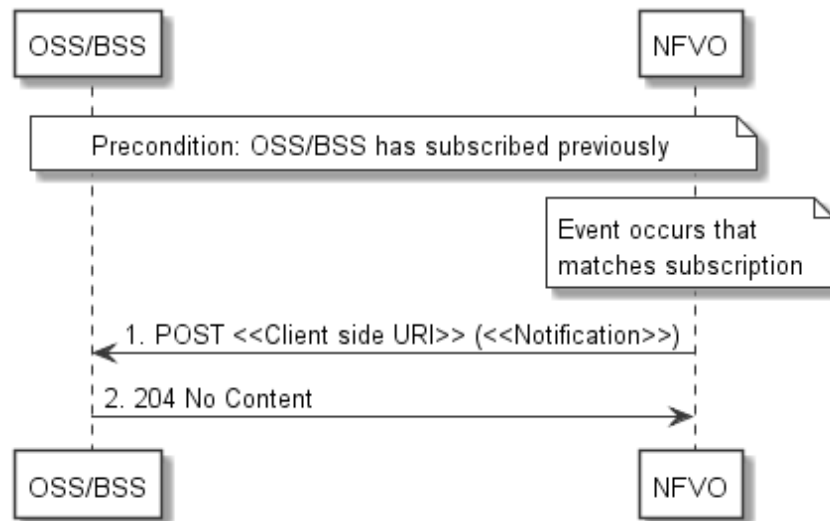 OSS/BSS
NFVO
Precondition: OSS/BSS has subscribed previously
Event occurs that
matches subscription
1. POST <<Client side URI>> (<<Notification>>)
2. 204 No Content
OSS/BSS
NFVO